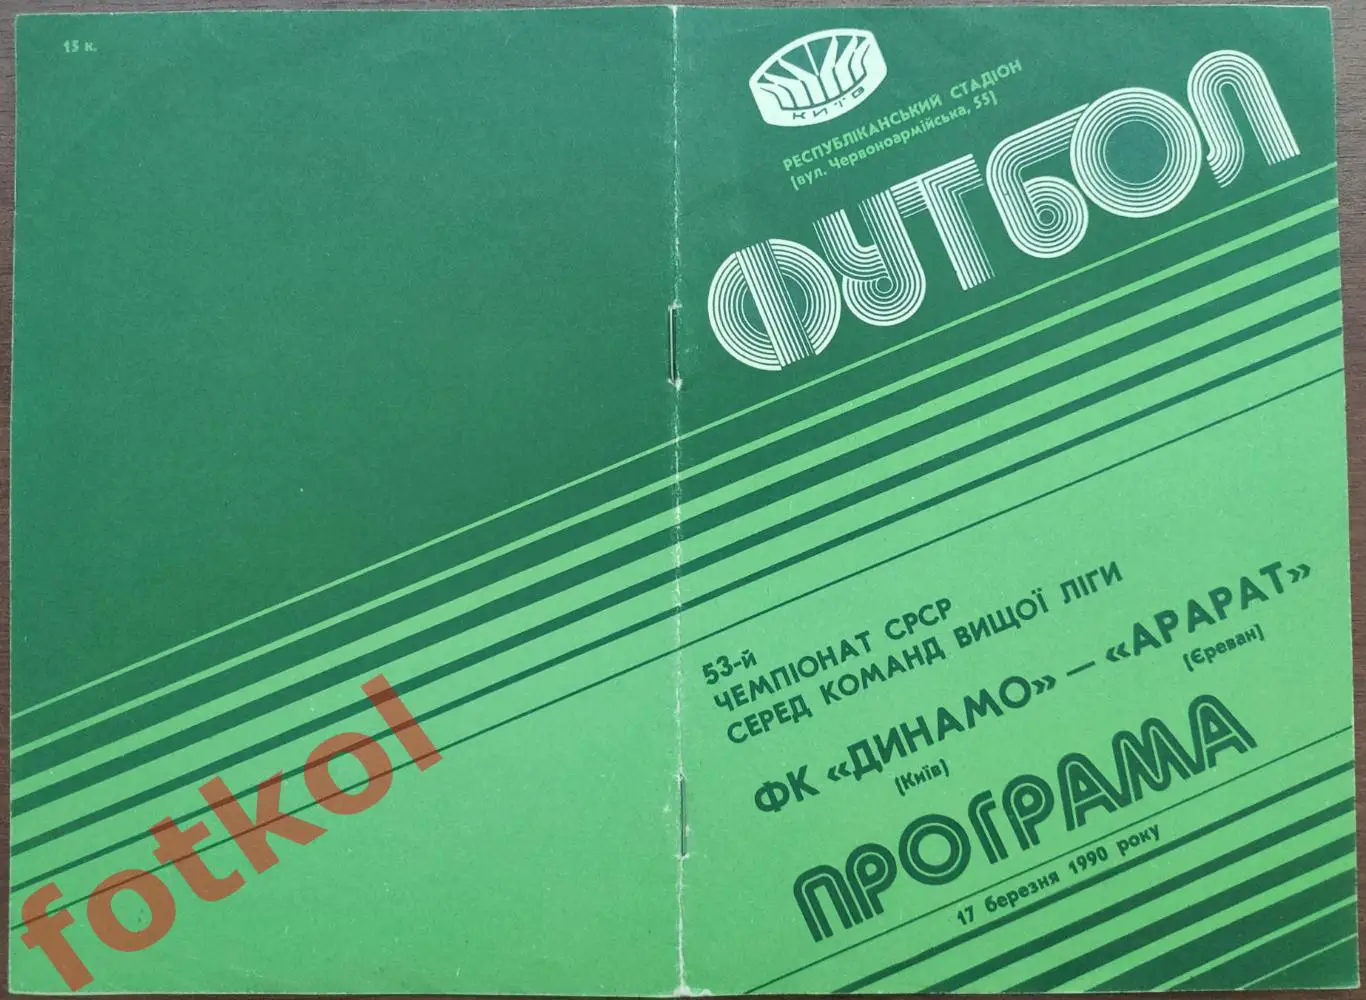 15 к.
КИТВ
РЕСПУБЛІКАНСЬКИЙ СТАДІОН
[вул. Червоноармійська, 55]
ФУТБОЛ
53-й
ЧЕМПІОНАТ СРСР
СЕРЕД КОМАНД ВИЩОЇ ЛІГИ
ФК «ДИНАМО» — «АРАРАТ»
[Київ] [Єреван]
ПРОГРАМА
17 березня 1990 року
fotkol